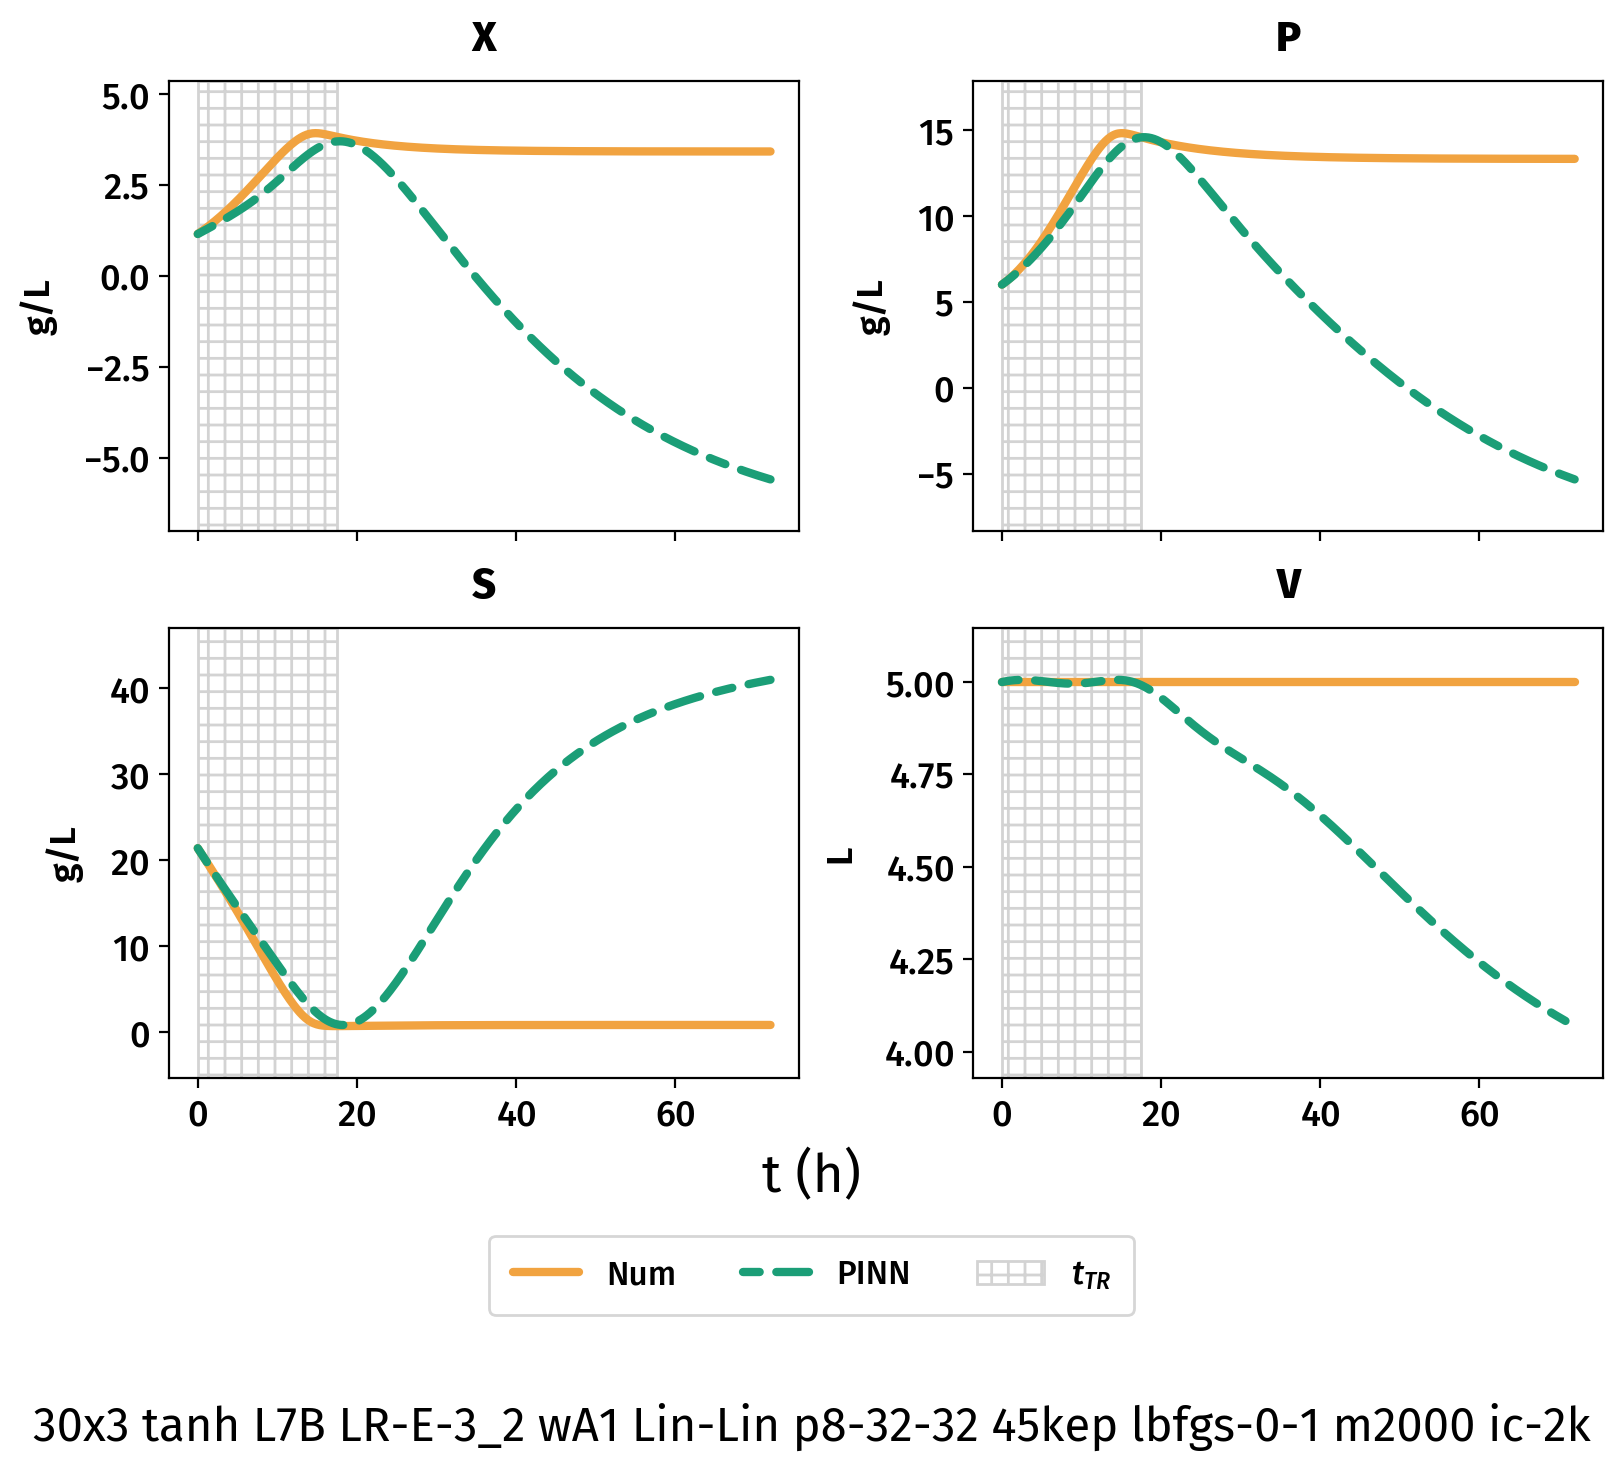 X
P
5.0
2.5
0.0
−2.5
−5.0
g/L
15
10
5
0
−5
g/L
S
V
40
30
20
10
0
g/L
0
20
40
60
5.00
4.75
4.50
4.25
4.00
L
0
20
40
60
t (h)
Num
PINN
tTR
30x3 tanh L7B LR-E-3_2 wA1 Lin-Lin p8-32-32 45kep lbfgs-0-1 m2000 ic-2k